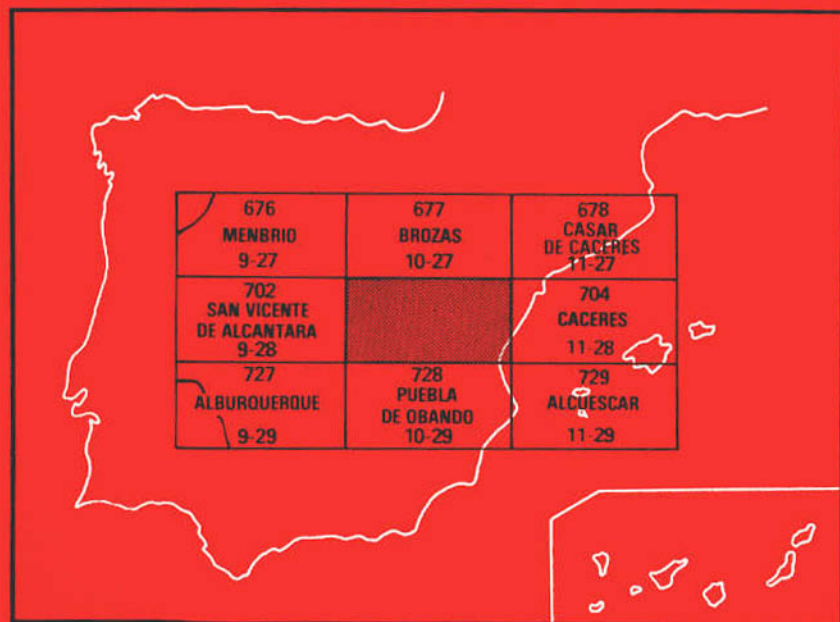 676
MENBRIO
9-27
677
BROZAS
10-27
678
CASAR
DE CACERES
11-27
702
SAN VICENTE
DE ALCANTARA
9-28
704
CACERES
11-28
727
ALBURQUERQUE
9-29
728
PUEBLA
DE OBANDO
10-29
729
ALCUESCAR
11-29